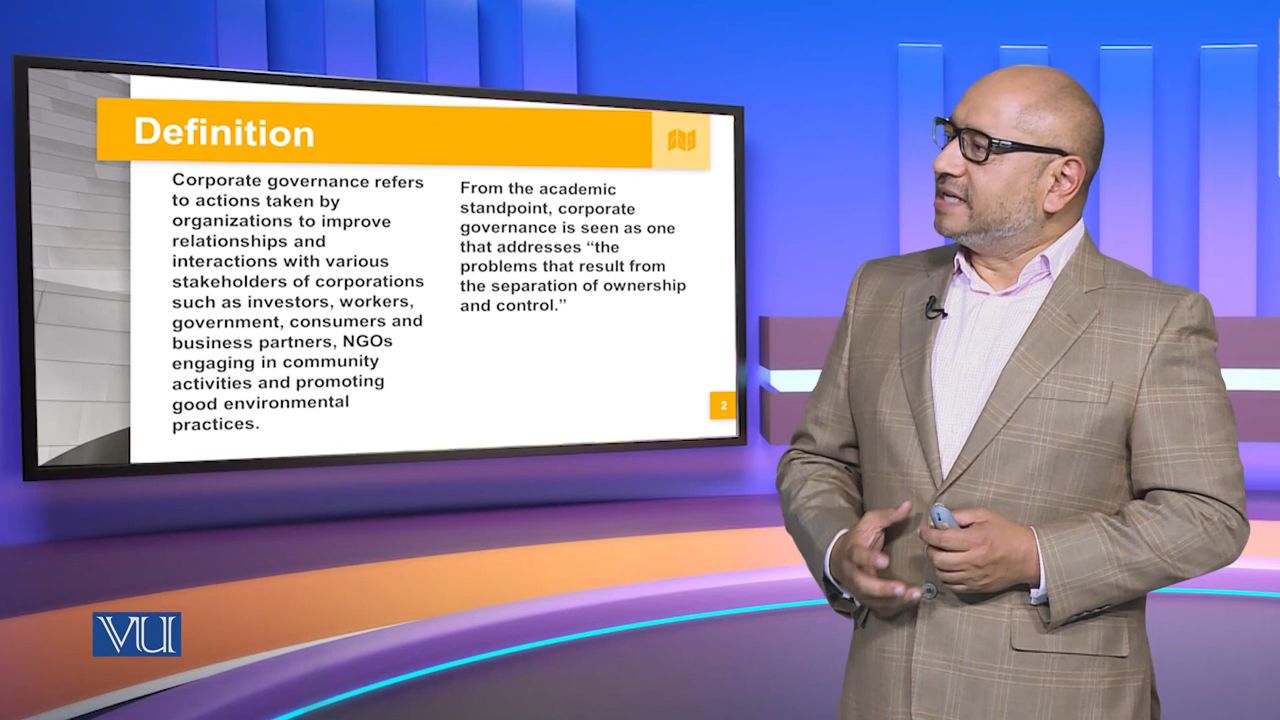 Definition
Corporate governance refers
to actions taken by
organizations to improve
relationships and
interactions with various
stakeholders of corporations
such as investors, workers,
government, consumers and
business partners, NGOs
engaging in community
activities and promoting
good environmental
practices.
From the academic
standpoint, corporate
governance is seen as one
that addresses “the
problems that result from
the separation of ownership
and control.”
2
VU